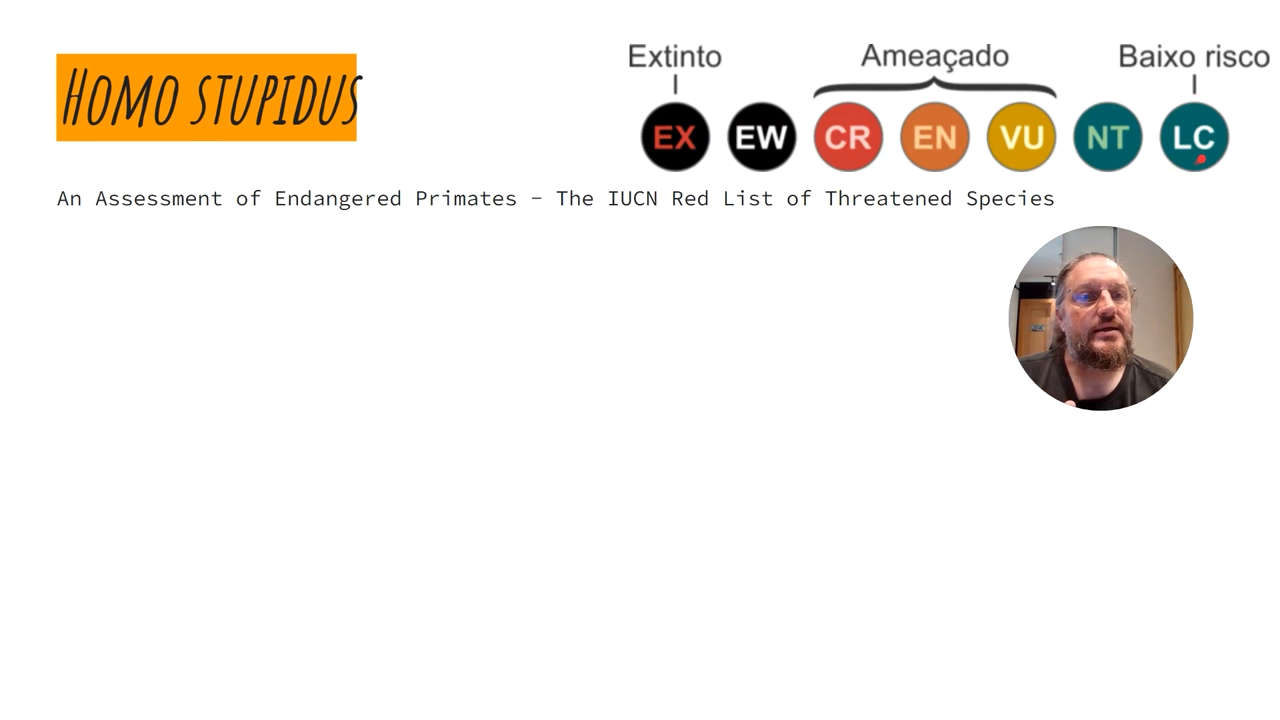 Homo stupidus
Extinto Ameaçado Baixo risco
EX EW CR EN VU NT LC
An Assessment of Endangered Primates - The IUCN Red List of Threatened Species